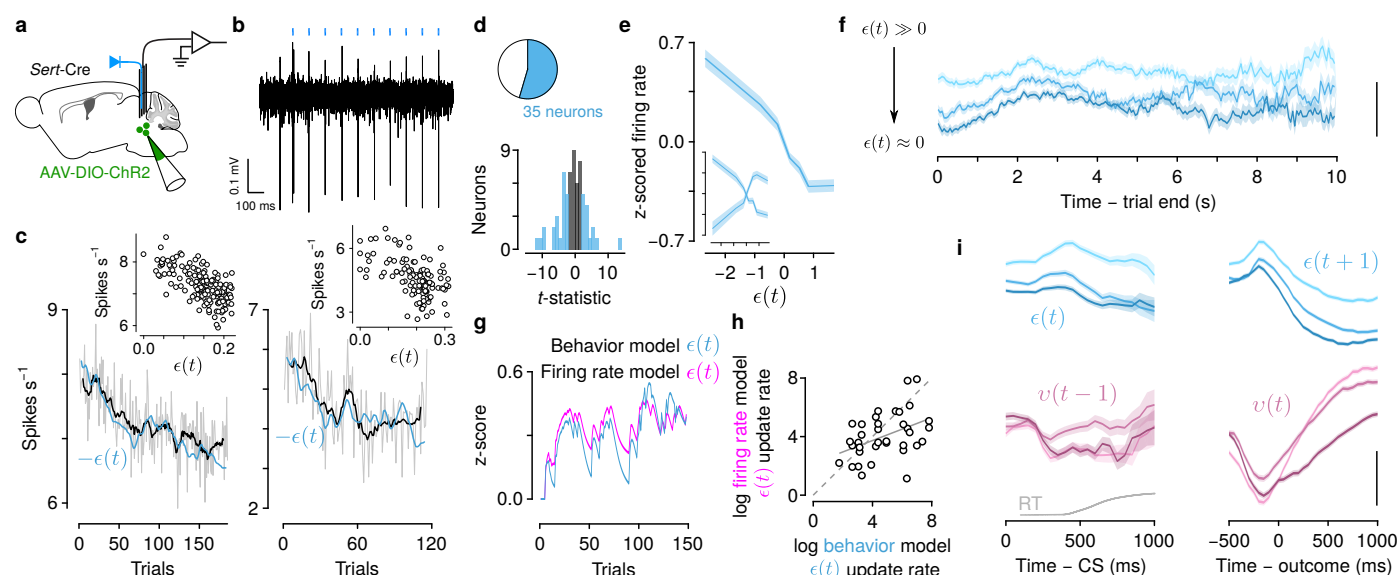 a
Sert-Cre
AAV-DIO-ChR2
b
0.1 mV
100 ms
c
Spikes s⁻¹
8
6
0.0
0.2
ϵ(t)
9
6
Spikes s⁻¹
−ϵ(t)
0
50
100
150
Trials
Spikes s⁻¹
6
3
0.0
0.3
ϵ(t)
7
2
−ϵ(t)
0
60
120
Trials
d
35 neurons
9
0
Neurons
−10
0
10
t-statistic
e
0.7
0.0
−0.7
z-scored firing rate
−2
−1
0
1
ϵ(t)
f
ϵ(t) ≫ 0
ϵ(t) ≈ 0
0
2
4
6
8
10
Time − trial end (s)
g
Behavior model ϵ(t)
Firing rate model ϵ(t)
0.6
0.0
z-score
0
50
100
150
Trials
h
log firing rate model
ϵ(t) update rate
8
4
0
0
4
8
log behavior model
ϵ(t) update rate
i
ϵ(t)
v(t − 1)
RT
0
500
1000
Time − CS (ms)
ϵ(t + 1)
v(t)
−500
0
500
1000
Time − outcome (ms)